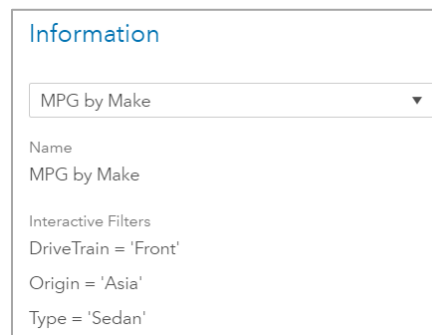 Information
MPG by Make
Name
MPG by Make
Interactive Filters
DriveTrain = 'Front'
Origin = 'Asia'
Type = 'Sedan'